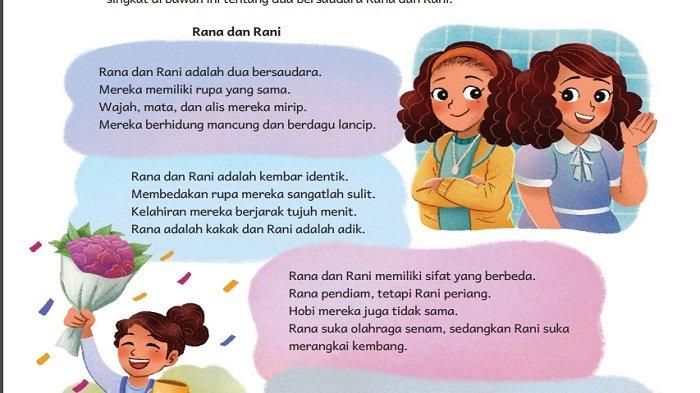 singkat di bawah ini tentang dua bersaudara Rana dan Rani.
Rana dan Rani
Rana dan Rani adalah dua bersaudara.
Mereka memiliki rupa yang sama.
Wajah, mata, dan alis mereka mirip.
Mereka berhidung mancung dan berdagu lancip.
Rana dan Rani adalah kembar identik.
Membedakan rupa mereka sangatlah sulit.
Kelahiran mereka berjarak tujuh menit.
Rana adalah kakak dan Rani adalah adik.
Rana dan Rani memiliki sifat yang berbeda.
Rana pendiam, tetapi Rani periang.
Hobi mereka juga tidak sama.
Rana suka olahraga senam, sedangkan Rani suka
merangkai kembang.